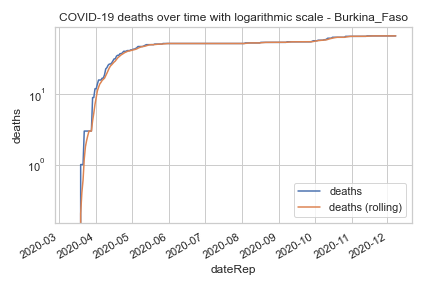 COVID-19 deaths over time with logarithmic scale - Burkina_Faso
deaths
10¹
10⁰
deaths
deaths (rolling)
2020-03
2020-04
2020-05
2020-06
2020-07
2020-08
2020-09
2020-10
2020-11
2020-12
dateRep